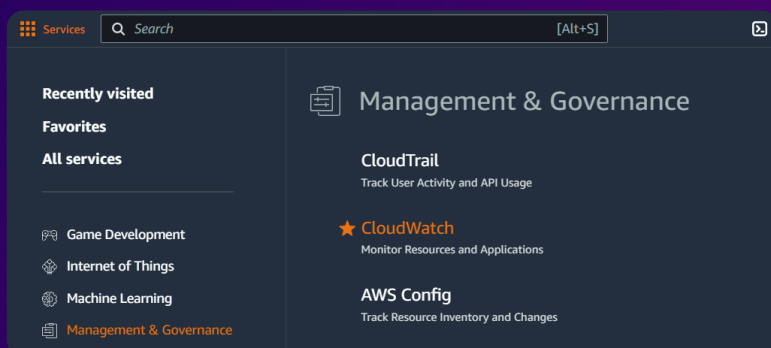 Services
Search
[Alt+S]
Recently visited
Favorites
All services
Game Development
Internet of Things
Machine Learning
Management & Governance
Management & Governance
CloudTrail
Track User Activity and API Usage
CloudWatch
Monitor Resources and Applications
AWS Config
Track Resource Inventory and Changes